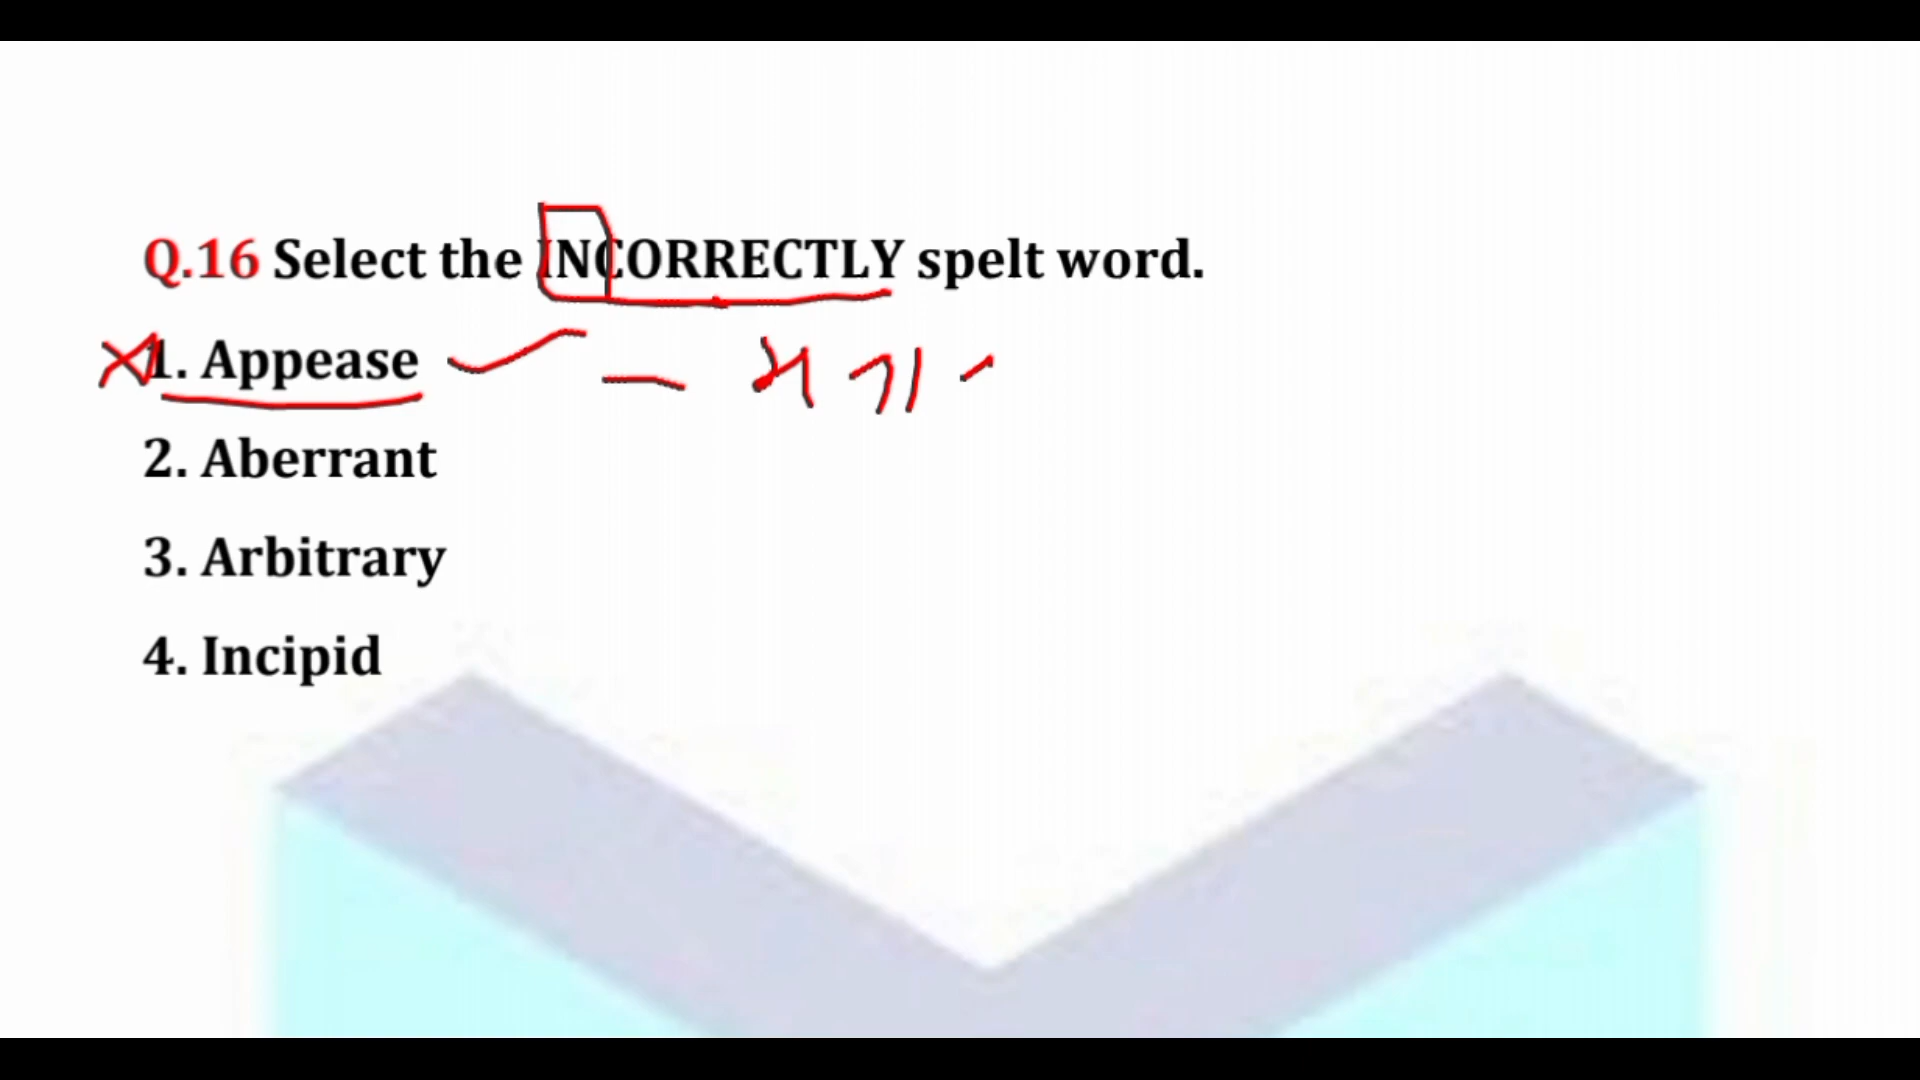 Q.16 Select the INCORRECTLY spelt word.
1. Appease
2. Aberrant
3. Arbitrary
4. Incipid